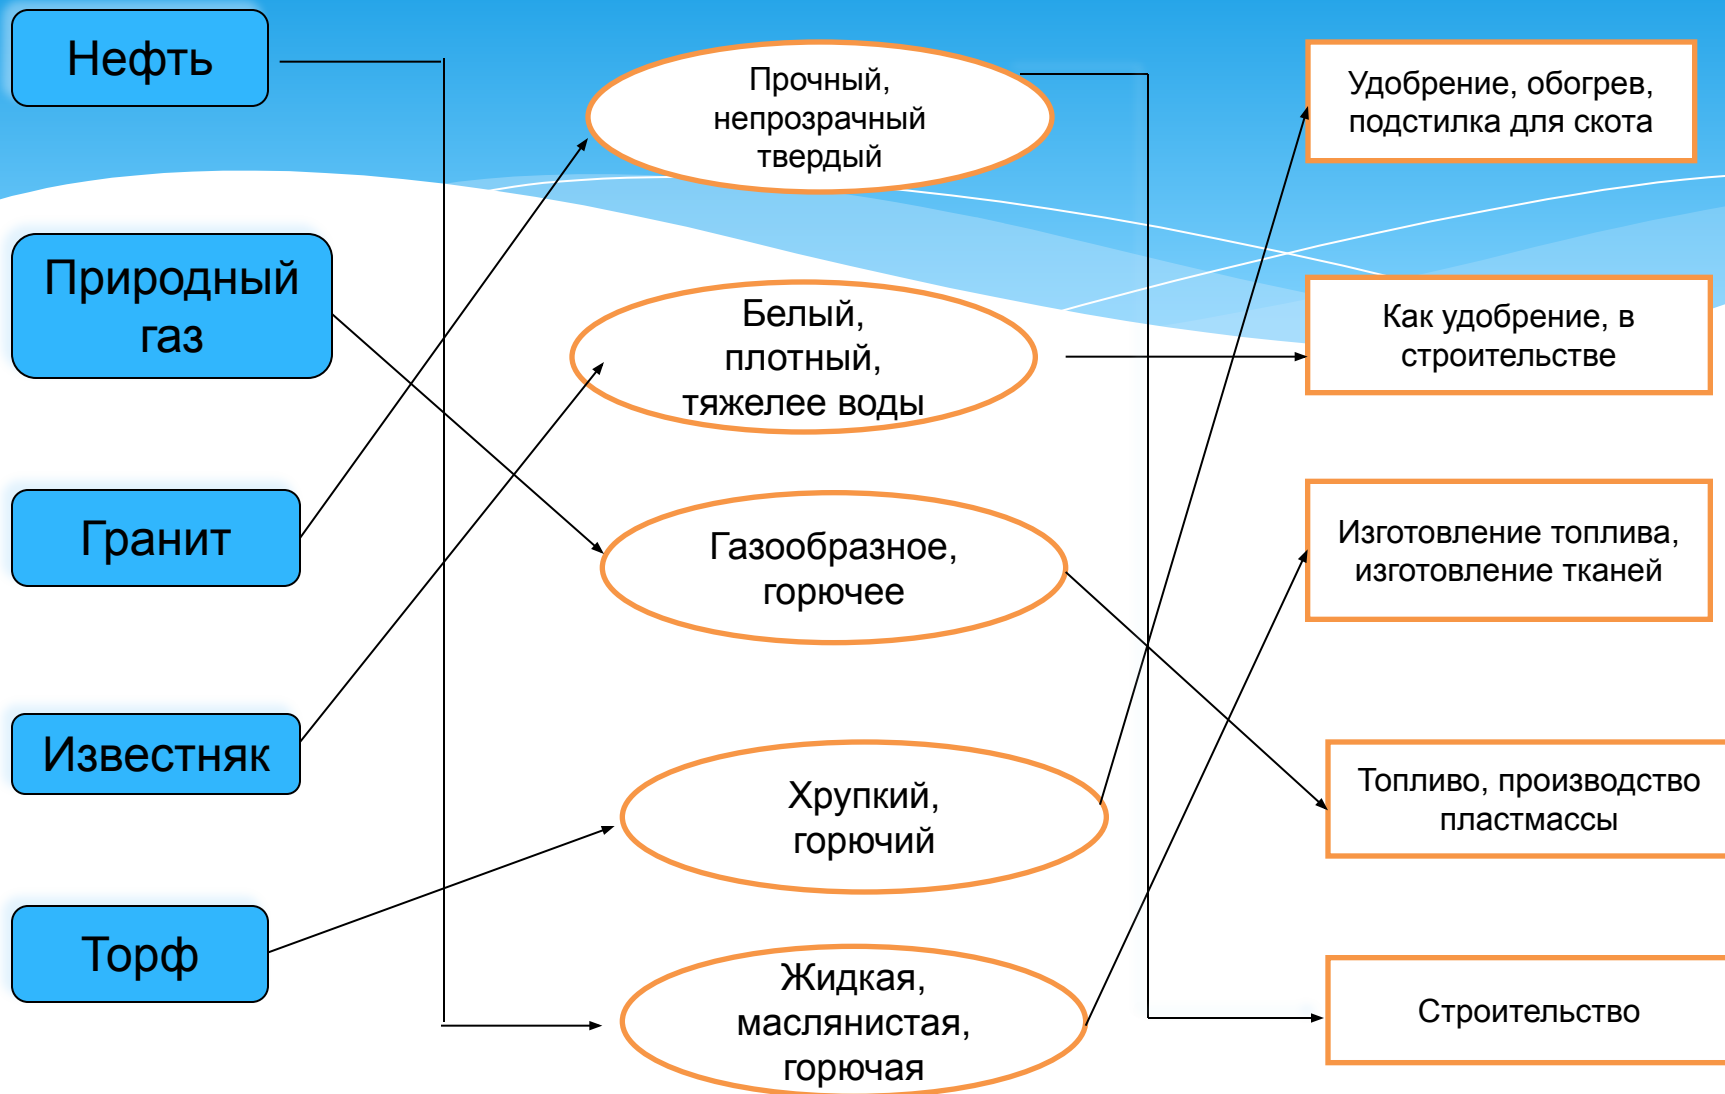 Нефть
Природный
газ
Гранит
Известняк
Торф
Прочный,
непрозрачный
твердый
Белый,
плотный,
тяжелее воды
Газообразное,
горючее
Хрупкий,
горючий
Жидкая,
маслянистая,
горючая
Удобрение, обогрев,
подстилка для скота
Как удобрение, в
строительстве
Изготовление топлива,
изготовление тканей
Топливо, производство
пластмассы
Строительство